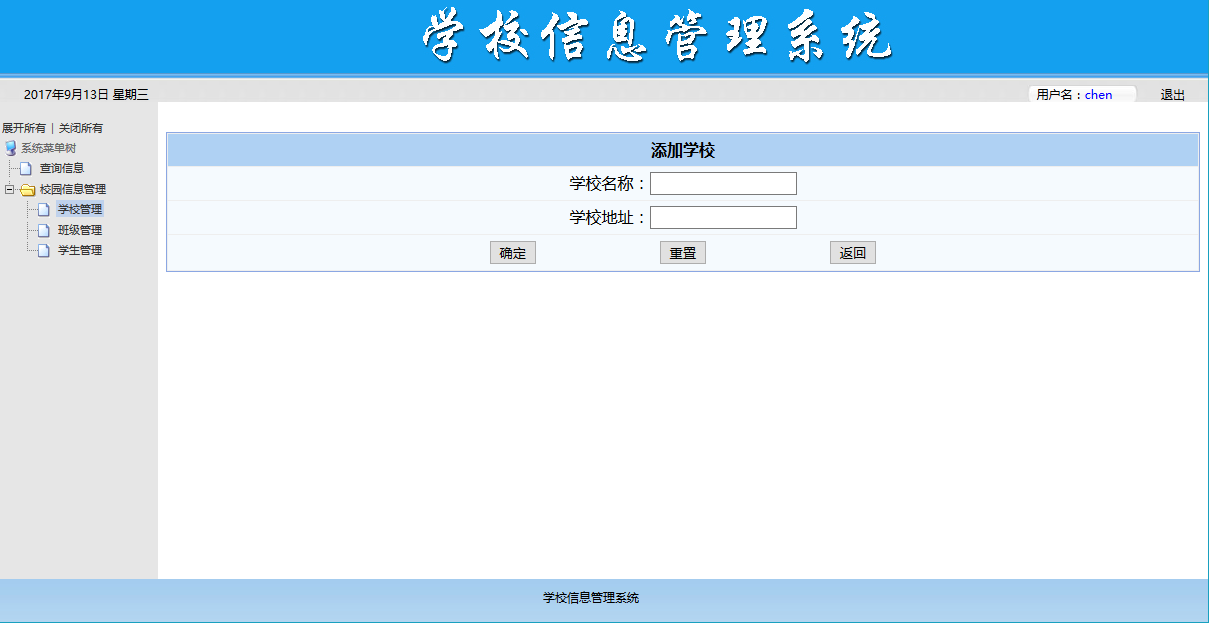 学校信息管理系统
2017年9月13日 星期三
用户名：chen
退出
展开所有 | 关闭所有
系统菜单树
查询信息
校园信息管理
学校管理
班级管理
学生管理
添加学校
学校名称：
学校地址：
确定 重置 返回
学校信息管理系统